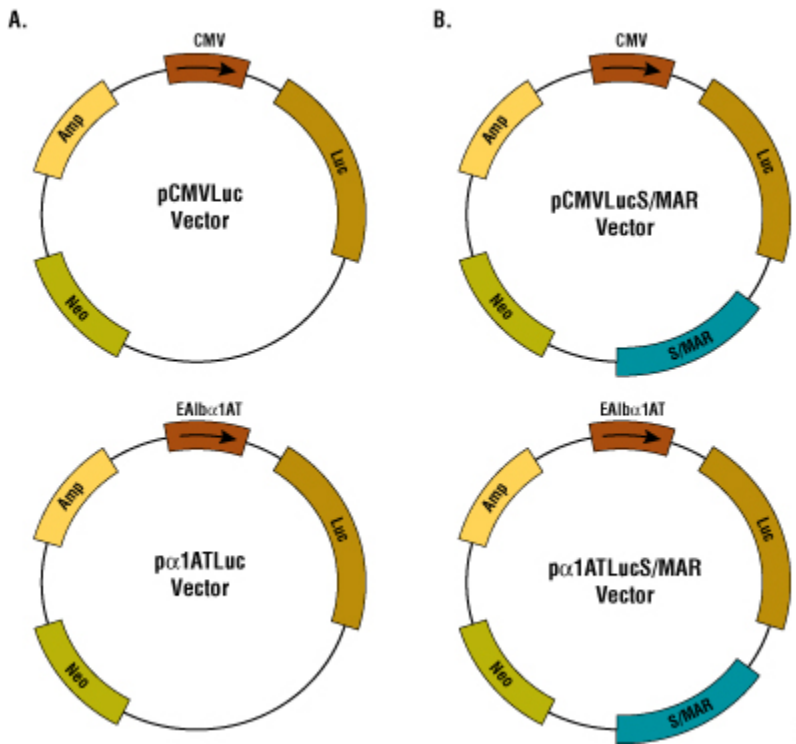 A.
CMV
Amp
Luc
pCMVLuc
Vector
Neo
B.
CMV
Amp
Luc
pCMVLucS/MAR
Vector
Neo
S/MAR
EAlbα1AT
Amp
Luc
pα1ATLuc
Vector
Neo
EAlbα1AT
Amp
Luc
pα1ATLucS/MAR
Vector
Neo
S/MAR